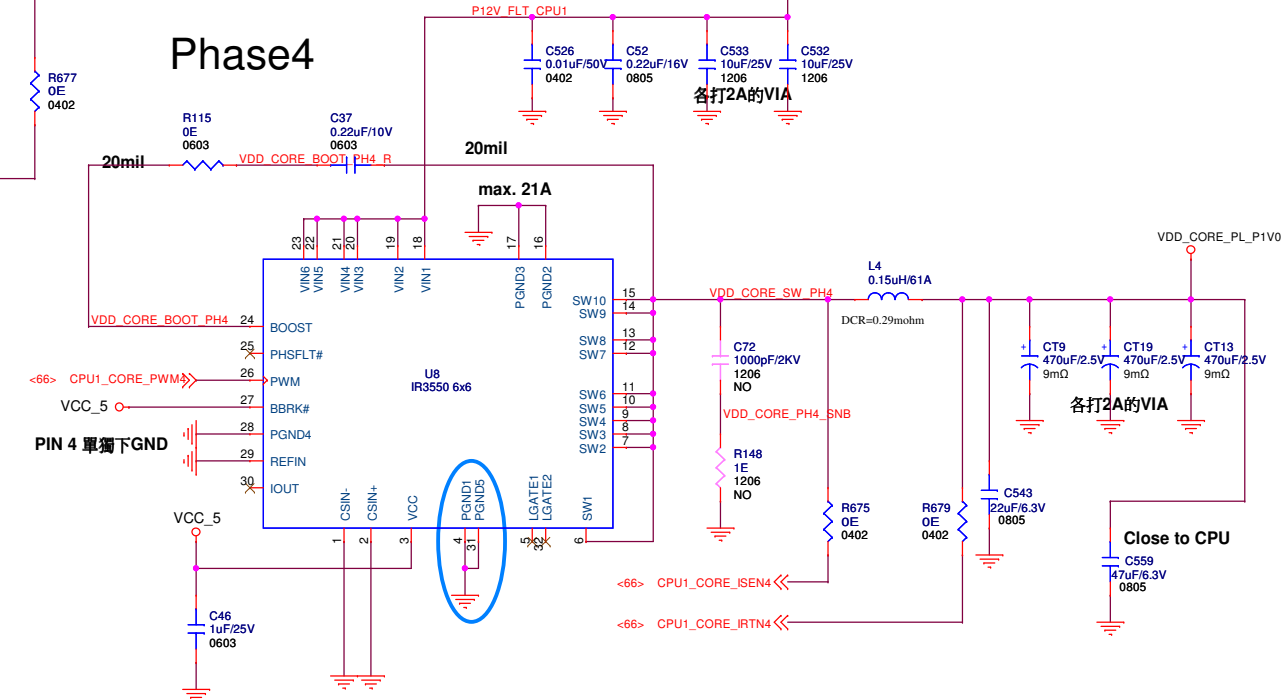 P12V_FLT_CPU1
Phase4
R677
0E
0402
C526
0.01uF/50V
0402
C52
0.22uF/16V
0805
C533
10uF/25V
1206
C532
10uF/25V
1206
各打2A的VIA
R115
0E
0603
C37
0.22uF/10V
0603
20mil
VDD_CORE_BOOT_PH4_R
20mil
max. 21A
23
22
21
20
19
18
17
16
VIN6
VIN5
VIN4
VIN3
VIN2
VIN1
PGND3
PGND2
VDD_CORE_PL_P1V0
L4
0.15uH/61A
DCR=0.29mohm
VDD_CORE_SW_PH4
SW10 15
SW9 14
SW8 13
SW7 12
SW6 11
SW5 10
SW4 9
SW3 8
SW2 7
VDD_CORE_BOOT_PH4
24 BOOST
25 PHSFLT#
<66> CPU1_CORE_PWM4
26 PWM
VCC_5
27 BBRK#
28 PGND4
PIN 4 單獨下GND
29 REFIN
30 IOUT
U8
IR3550 6x6
C72
1000pF/2KV
1206
NO
VDD_CORE_PH4_SNB
R148
1E
1206
NO
CT9
470uF/2.5V
9mΩ
CT19
470uF/2.5V
9mΩ
CT13
470uF/2.5V
9mΩ
各打2A的VIA
CSIN-
CSIN+
VCC
PGND1
PGND5
LGATE1
LGATE2
SW1
1
2
3
4
31
5
32
6
VCC_5
R675
0E
0402
R679
0E
0402
C543
22uF/6.3V
0805
Close to CPU
C559
47uF/6.3V
0805
<66> CPU1_CORE_ISEN4
<66> CPU1_CORE_IRTN4
C46
1uF/25V
0603